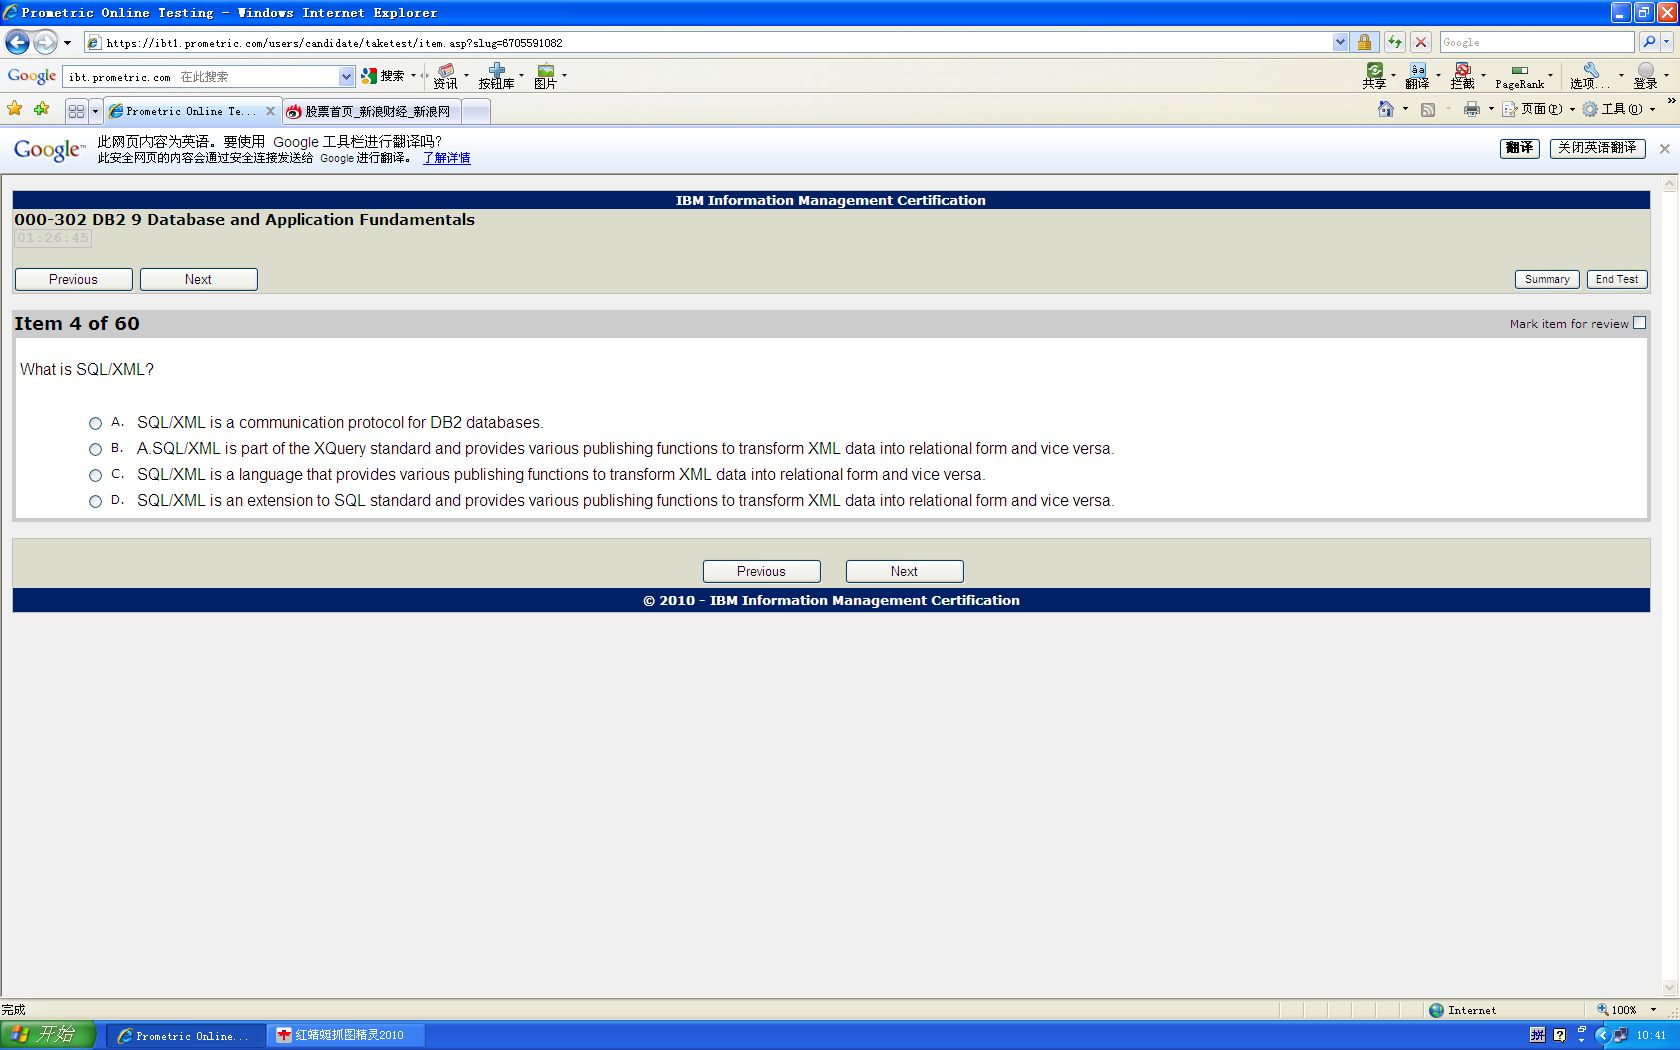 Prometric Online Testing - Windows Internet Explorer
https://ibt1.prometric.com/users/candidate/taketest/item.asp?slug=6705591082
Google
Google ibt.prometric.com 在此搜索 搜索 资讯 按钮库 图片 共享 翻译 拦截 PageRank 选项... 登录
Prometric Online Te... 股票首页_新浪财经_新浪网 页面(P) 工具(O)
Google™ 此网页内容为英语。要使用 Google 工具栏进行翻译吗?
此安全网页的内容会通过安全连接发送给 Google 进行翻译。 了解详情
翻译 关闭英语翻译
IBM Information Management Certification
000-302 DB2 9 Database and Application Fundamentals
01:26:45
Previous Next Summary End Test
Item 4 of 60 Mark item for review
What is SQL/XML?
A. SQL/XML is a communication protocol for DB2 databases.
B. A.SQL/XML is part of the XQuery standard and provides various publishing functions to transform XML data into relational form and vice versa.
C. SQL/XML is a language that provides various publishing functions to transform XML data into relational form and vice versa.
D. SQL/XML is an extension to SQL standard and provides various publishing functions to transform XML data into relational form and vice versa.
Previous Next
© 2010 - IBM Information Management Certification
完成 Internet 100%
开始 Prometric Online... 红蜻蜓抓图精灵2010 拼 10:41